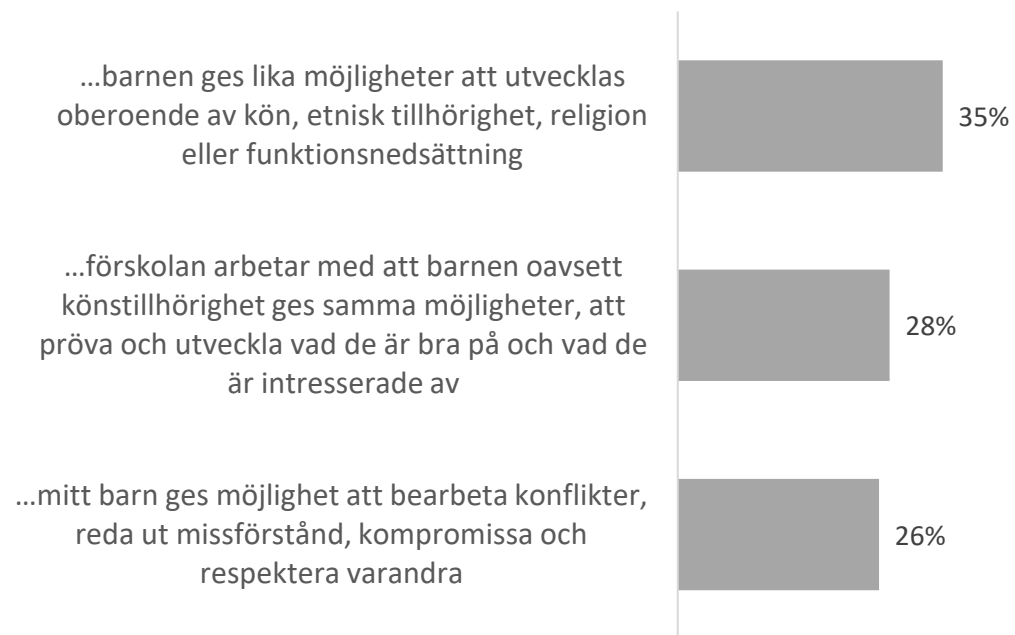 ...barnen ges lika möjligheter att utvecklas
oberoende av kön, etnisk tillhörighet, religion
eller funktionsnedsättning
35%
...förskolan arbetar med att barnen oavsett
könstillhörighet ges samma möjligheter, att
pröva och utveckla vad de är bra på och vad de
är intresserade av
28%
...mitt barn ges möjlighet att bearbeta konflikter,
reda ut missförstånd, kompromissa och
respektera varandra
26%